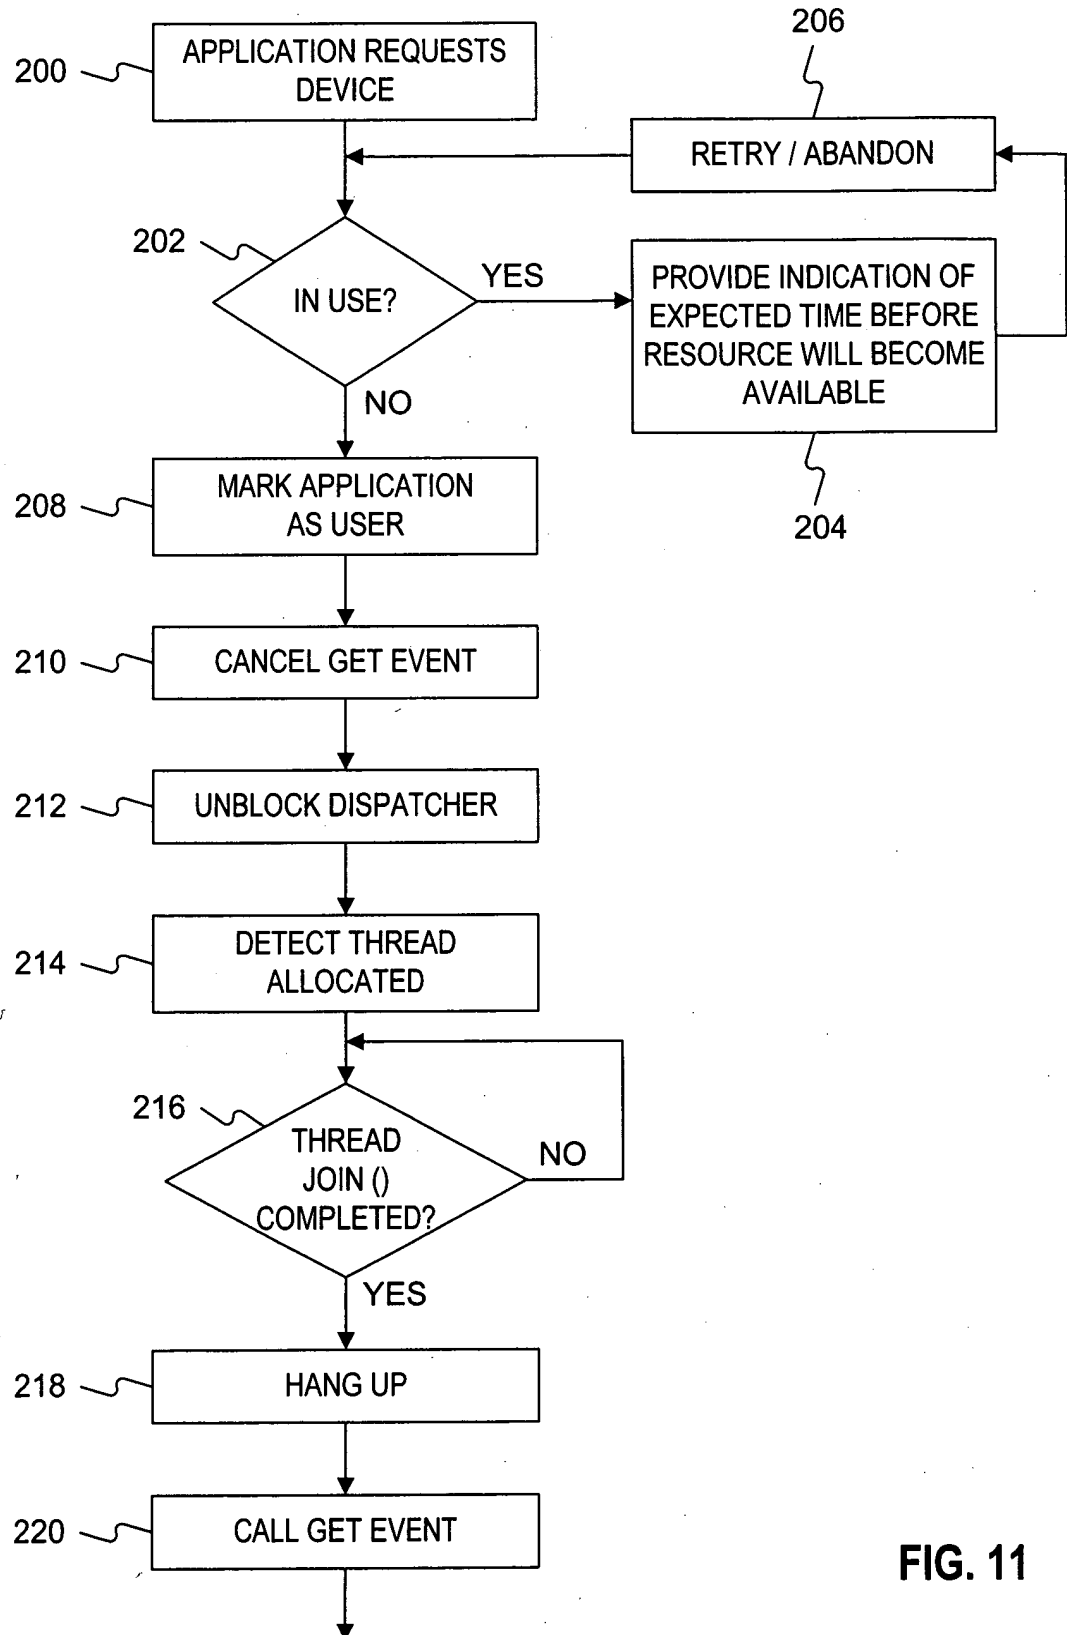 206
200
APPLICATION REQUESTS
DEVICE
RETRY / ABANDON
202
IN USE?
YES
PROVIDE INDICATION OF
EXPECTED TIME BEFORE
RESOURCE WILL BECOME
AVAILABLE
NO
204
208
MARK APPLICATION
AS USER
210
CANCEL GET EVENT
212
UNBLOCK DISPATCHER
214
DETECT THREAD
ALLOCATED
216
THREAD
JOIN ()
COMPLETED?
NO
YES
218
HANG UP
220
CALL GET EVENT
FIG. 11